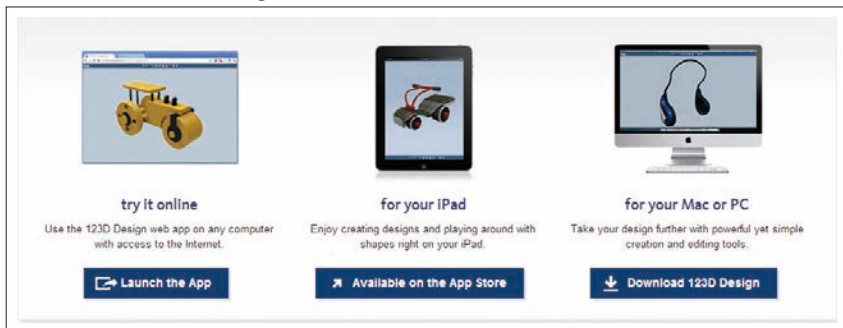 try it online
Use the 123D Design web app on any computer
with access to the Internet.
Launch the App
for your iPad
Enjoy creating designs and playing around with
shapes right on your iPad.
Available on the App Store
for your Mac or PC
Take your design further with powerful yet simple
creation and editing tools.
Download 123D Design